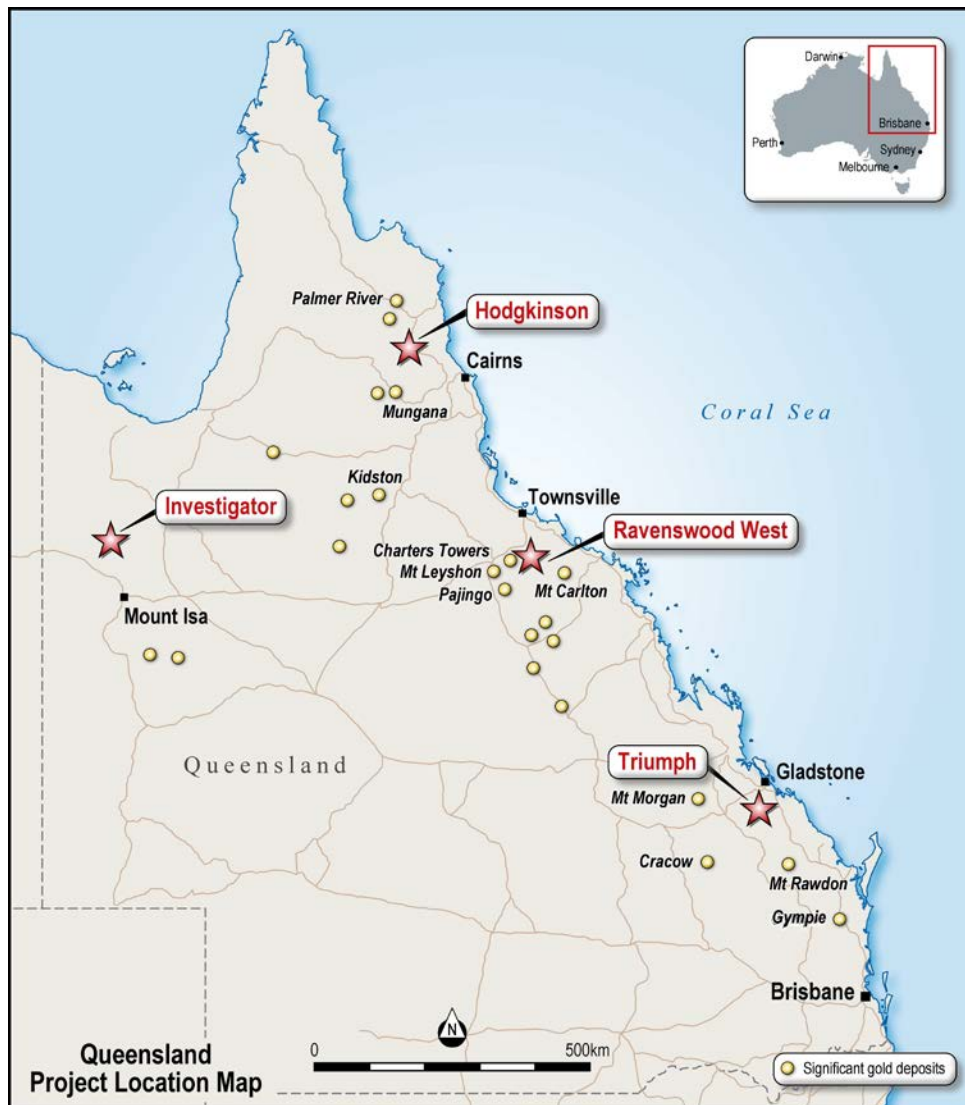 Darwin
Brisbane
Perth
Sydney
Melbourne
Palmer River
Hodgkinson
Cairns
Mungana
Coral Sea
Kidston
Investigator
Townsville
Ravenswood West
Charters Towers
Mt Leyshon
Pajingo
Mt Carlton
Mount Isa
Queensland
Triumph
Gladstone
Mt Morgan
Cracow
Mt Rawdon
Gympie
Brisbane
N
0 500km
Queensland
Project Location Map
Significant gold deposits